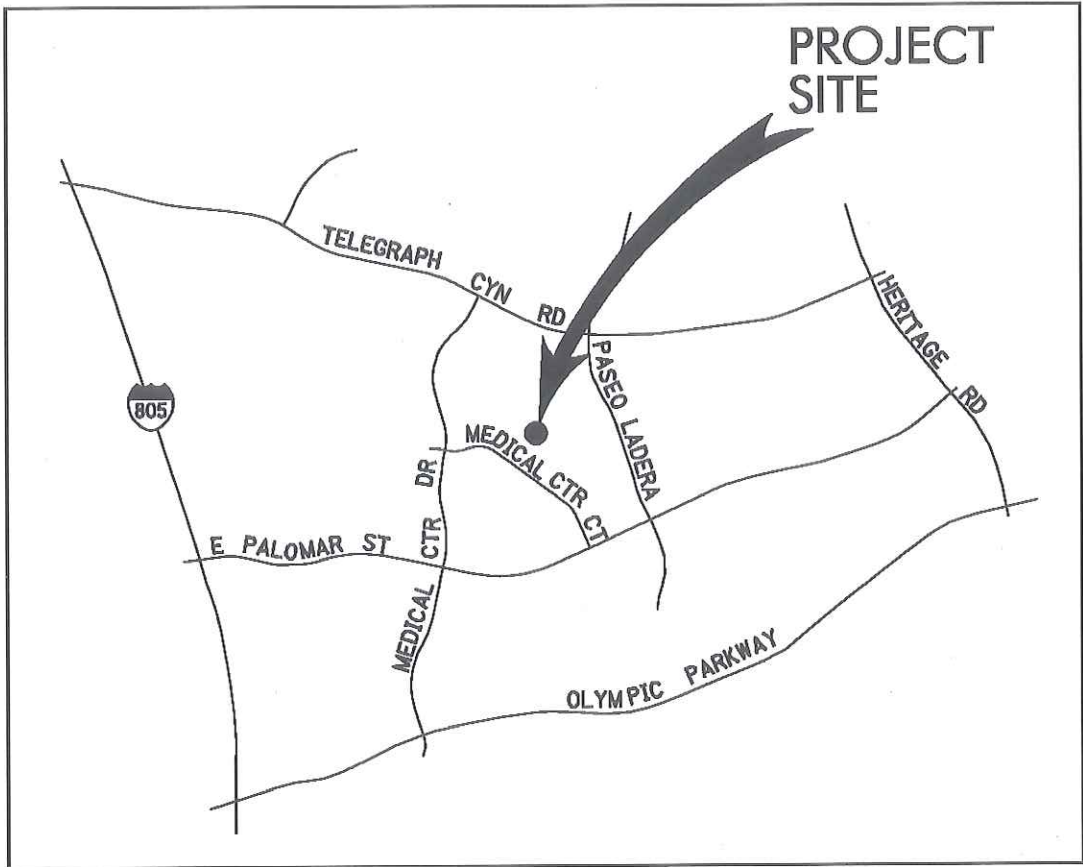 PROJECT
SITE
TELEGRAPH CYN RD
HERITAGE RD
805
PASEO LADERA
MEDICAL CTR CT
MEDICAL CTR DR
E PALOMAR ST
OLYMPIC PARKWAY